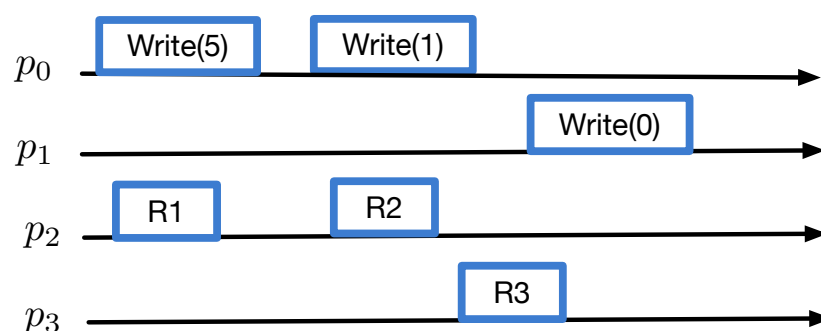 Write(5) Write(1)
p0
Write(0)
p1
R1 R2
p2
R3
p3